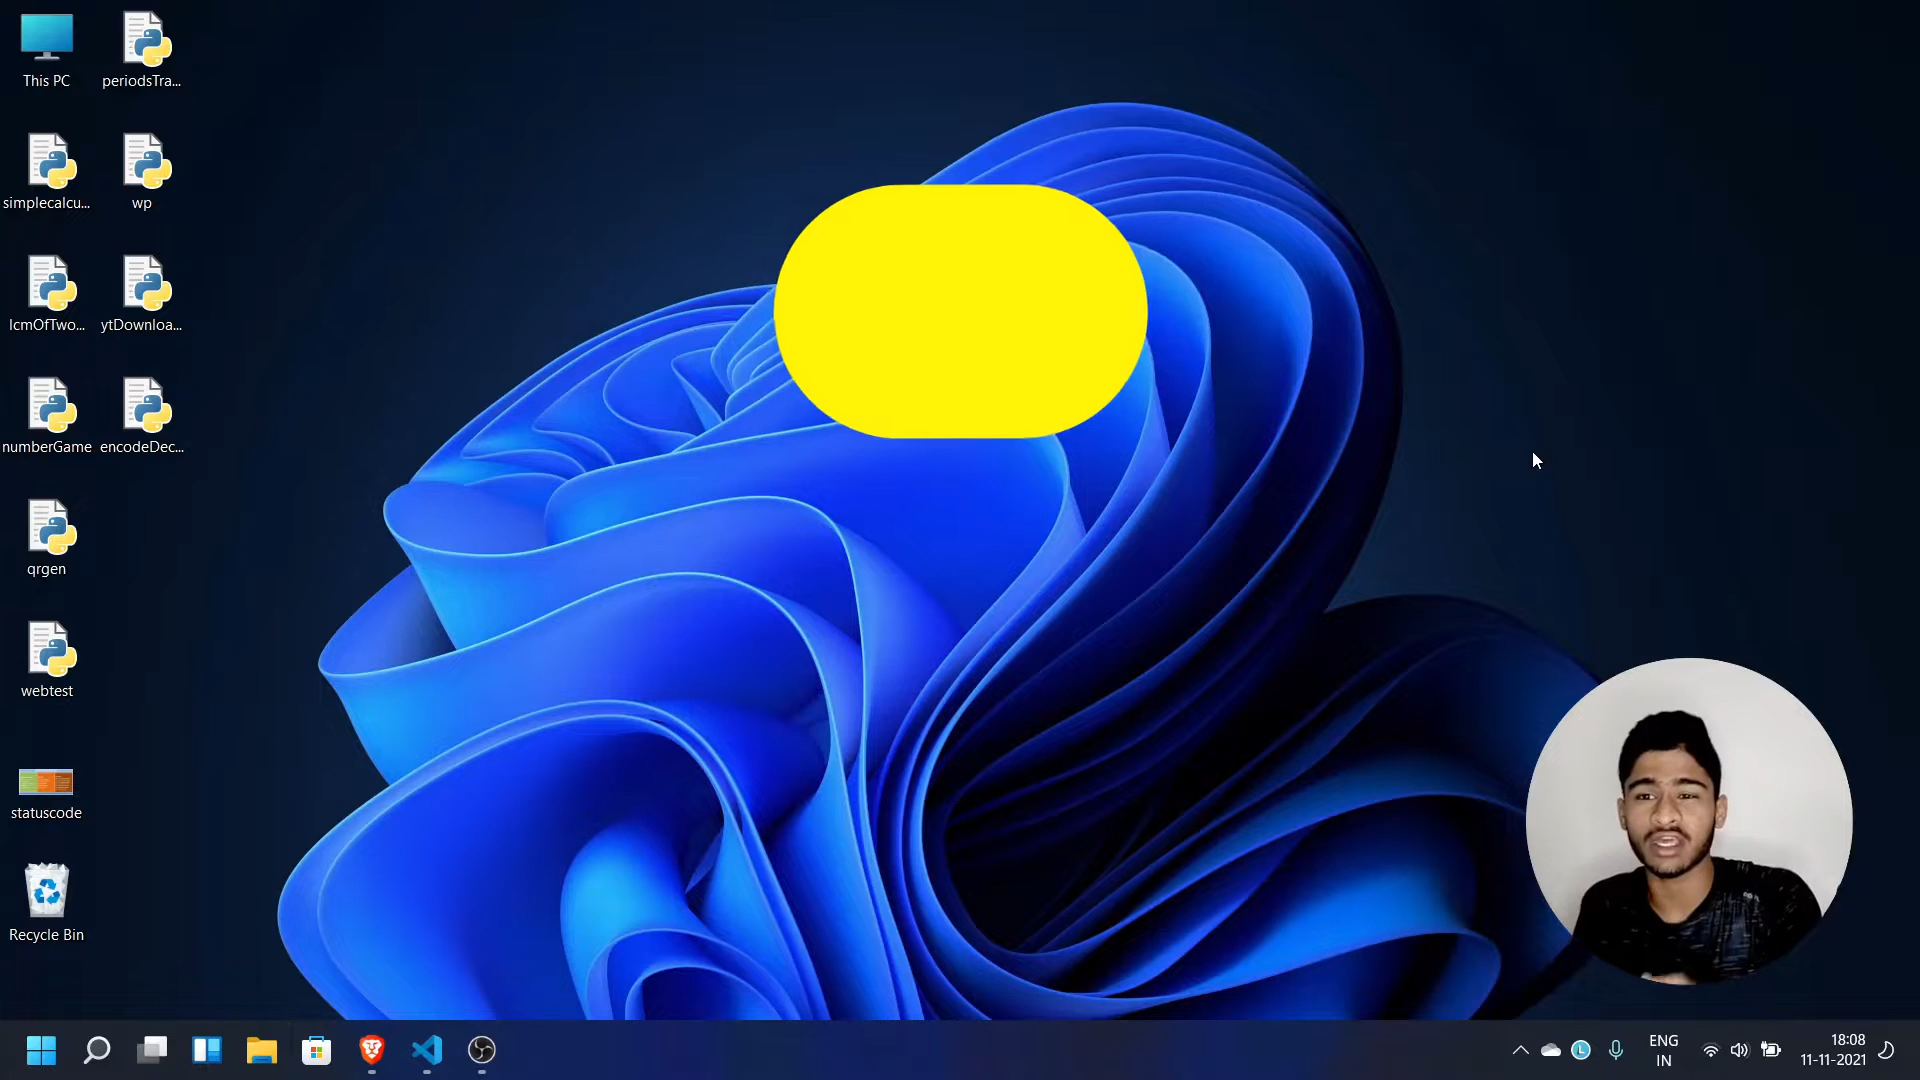 This PC
periodsTra...
simplecalcu...
wp
lcmOfTwo...
ytDownloa...
numberGame
encodeDec...
qrgen
webtest
statuscode
Recycle Bin
ENG
IN
18:08
11-11-2021